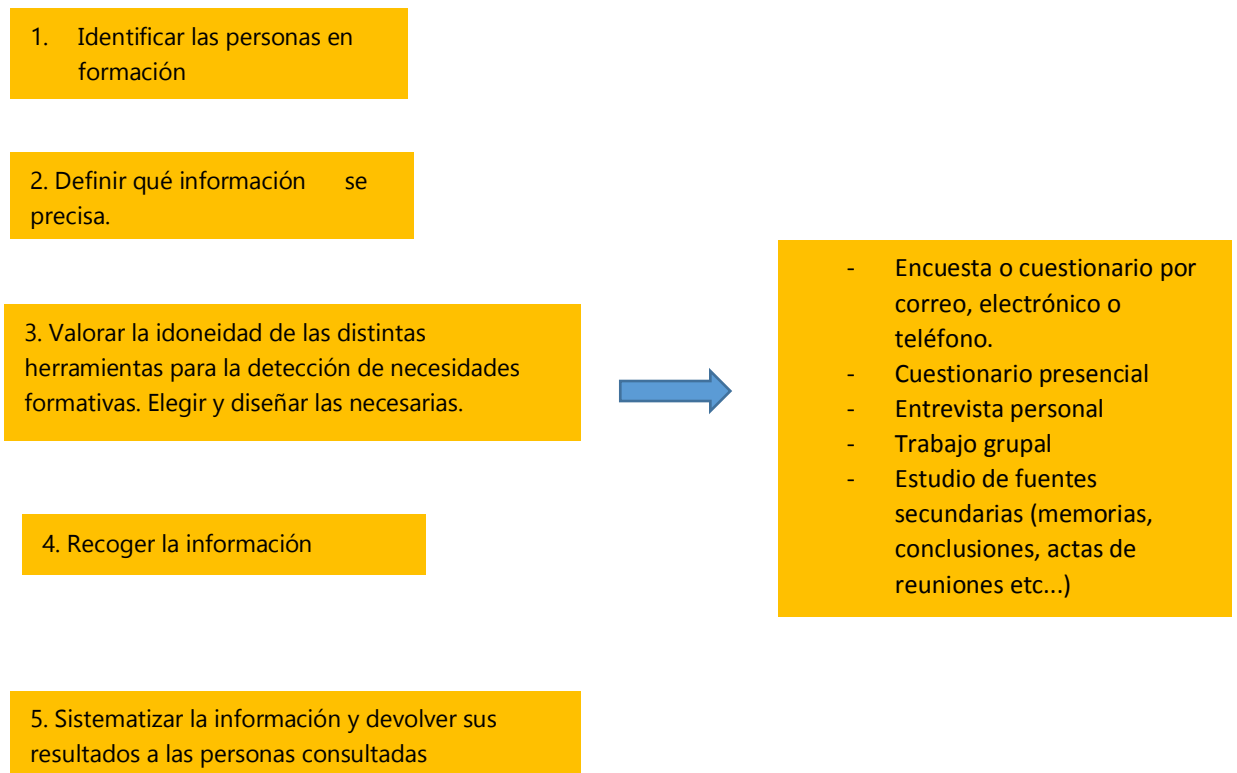 1. Identificar las personas en
formación
2. Definir qué información se
precisa.
3. Valorar la idoneidad de las distintas
herramientas para la detección de necesidades
formativas. Elegir y diseñar las necesarias.
4. Recoger la información
5. Sistematizar la información y devolver sus
resultados a las personas consultadas
- Encuesta o cuestionario por
correo, electrónico o
teléfono.
- Cuestionario presencial
- Entrevista personal
- Trabajo grupal
- Estudio de fuentes
secundarias (memorias,
conclusiones, actas de
reuniones etc...)